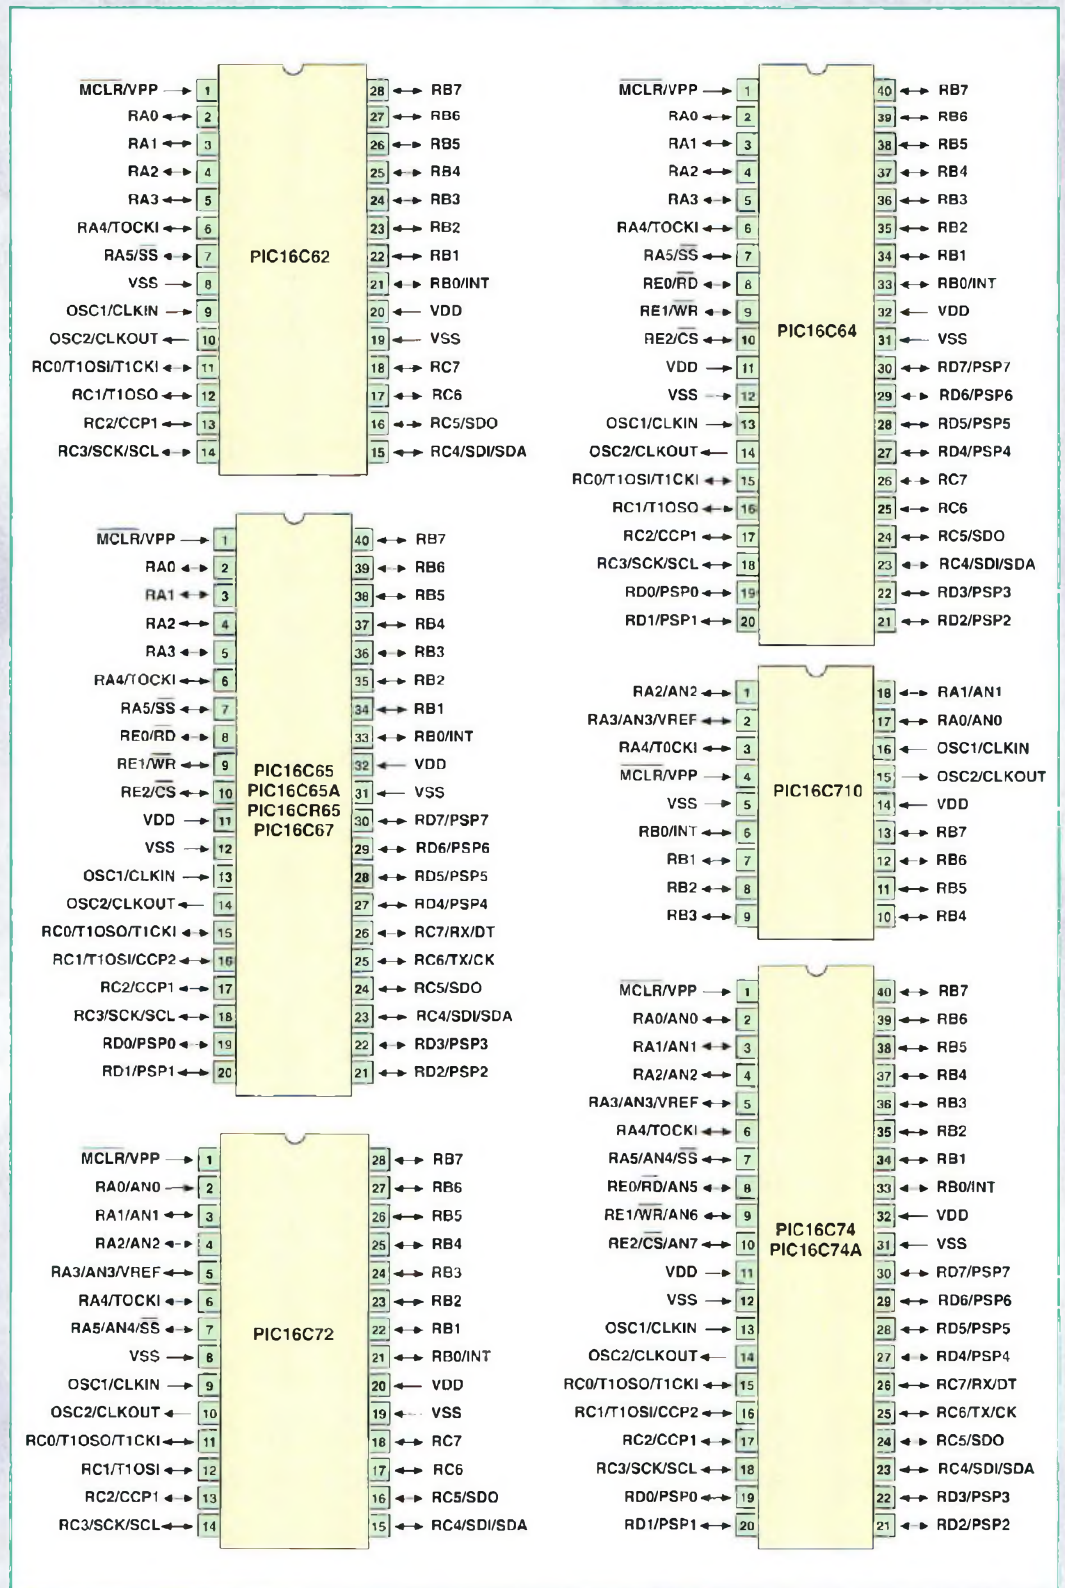 PIC16C62
MCLR/VPP 1 28 RB7
RA0 2 27 RB6
RA1 3 26 RB5
RA2 4 25 RB4
RA3 5 24 RB3
RA4/TOCKI 6 23 RB2
RA5/SS 7 22 RB1
VSS 8 21 RB0/INT
OSC1/CLKIN 9 20 VDD
OSC2/CLKOUT 10 19 VSS
RC0/T1OSI/T1CKI 11 18 RC7
RC1/T1OSO 12 17 RC6
RC2/CCP1 13 16 RC5/SDO
RC3/SCK/SCL 14 15 RC4/SDI/SDA
PIC16C64
MCLR/VPP 1 40 RB7
RA0 2 39 RB6
RA1 3 38 RB5
RA2 4 37 RB4
RA3 5 36 RB3
RA4/TOCKI 6 35 RB2
RA5/SS 7 34 RB1
RE0/RD 8 33 RB0/INT
RE1/WR 9 32 VDD
RE2/CS 10 31 VSS
VDD 11 30 RD7/PSP7
VSS 12 29 RD6/PSP6
OSC1/CLKIN 13 28 RD5/PSP5
OSC2/CLKOUT 14 27 RD4/PSP4
RC0/T1OSI/T1CKI 15 26 RC7
RC1/T1OSO 16 25 RC6
RC2/CCP1 17 24 RC5/SDO
RC3/SCK/SCL 18 23 RC4/SDI/SDA
RD0/PSP0 19 22 RD3/PSP3
RD1/PSP1 20 21 RD2/PSP2
PIC16C65
PIC16C65A
PIC16CR65
PIC16C67
MCLR/VPP 1 40 RB7
RA0 2 39 RB6
RA1 3 38 RB5
RA2 4 37 RB4
RA3 5 36 RB3
RA4/TOCKI 6 35 RB2
RA5/SS 7 34 RB1
RE0/RD 8 33 RB0/INT
RE1/WR 9 32 VDD
RE2/CS 10 31 VSS
VDD 11 30 RD7/PSP7
VSS 12 29 RD6/PSP6
OSC1/CLKIN 13 28 RD5/PSP5
OSC2/CLKOUT 14 27 RD4/PSP4
RC0/T1OSO/T1CKI 15 26 RC7/RX/DT
RC1/T1OSI/CCP2 16 25 RC6/TX/CK
RC2/CCP1 17 24 RC5/SDO
RC3/SCK/SCL 18 23 RC4/SDI/SDA
RD0/PSP0 19 22 RD3/PSP3
RD1/PSP1 20 21 RD2/PSP2
PIC16C710
RA2/AN2 1 18 RA1/AN1
RA3/AN3/VREF 2 17 RA0/AN0
RA4/T0CKI 3 16 OSC1/CLKIN
MCLR/VPP 4 15 OSC2/CLKOUT
VSS 5 14 VDD
RB0/INT 6 13 RB7
RB1 7 12 RB6
RB2 8 11 RB5
RB3 9 10 RB4
PIC16C72
MCLR/VPP 1 28 RB7
RA0/AN0 2 27 RB6
RA1/AN1 3 26 RB5
RA2/AN2 4 25 RB4
RA3/AN3/VREF 5 24 RB3
RA4/TOCKI 6 23 RB2
RA5/AN4/SS 7 22 RB1
VSS 8 21 RB0/INT
OSC1/CLKIN 9 20 VDD
OSC2/CLKOUT 10 19 VSS
RC0/T1OSO/T1CKI 11 18 RC7
RC1/T1OSI 12 17 RC6
RC2/CCP1 13 16 RC5/SDO
RC3/SCK/SCL 14 15 RC4/SDI/SDA
PIC16C74
PIC16C74A
MCLR/VPP 1 40 RB7
RA0/AN0 2 39 RB6
RA1/AN1 3 38 RB5
RA2/AN2 4 37 RB4
RA3/AN3/VREF 5 36 RB3
RA4/TOCKI 6 35 RB2
RA5/AN4/SS 7 34 RB1
RE0/RD/AN5 8 33 RB0/INT
RE1/WR/AN6 9 32 VDD
RE2/CS/AN7 10 31 VSS
VDD 11 30 RD7/PSP7
VSS 12 29 RD6/PSP6
OSC1/CLKIN 13 28 RD5/PSP5
OSC2/CLKOUT 14 27 RD4/PSP4
RC0/T1OSO/T1CKI 15 26 RC7/RX/DT
RC1/T1OSI/CCP2 16 25 RC6/TX/CK
RC2/CCP1 17 24 RC5/SDO
RC3/SCK/SCL 18 23 RC4/SDI/SDA
RD0/PSP0 19 22 RD3/PSP3
RD1/PSP1 20 21 RD2/PSP2